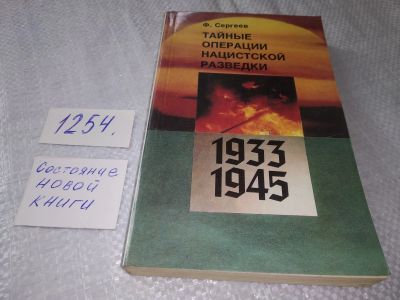 Ф. Сергеев
ТАЙНЫЕ
ОПЕРАЦИИ
НАЦИСТСКОЙ
РАЗВЕДКИ
1933
1945
1254.
Состояние
новой
книги